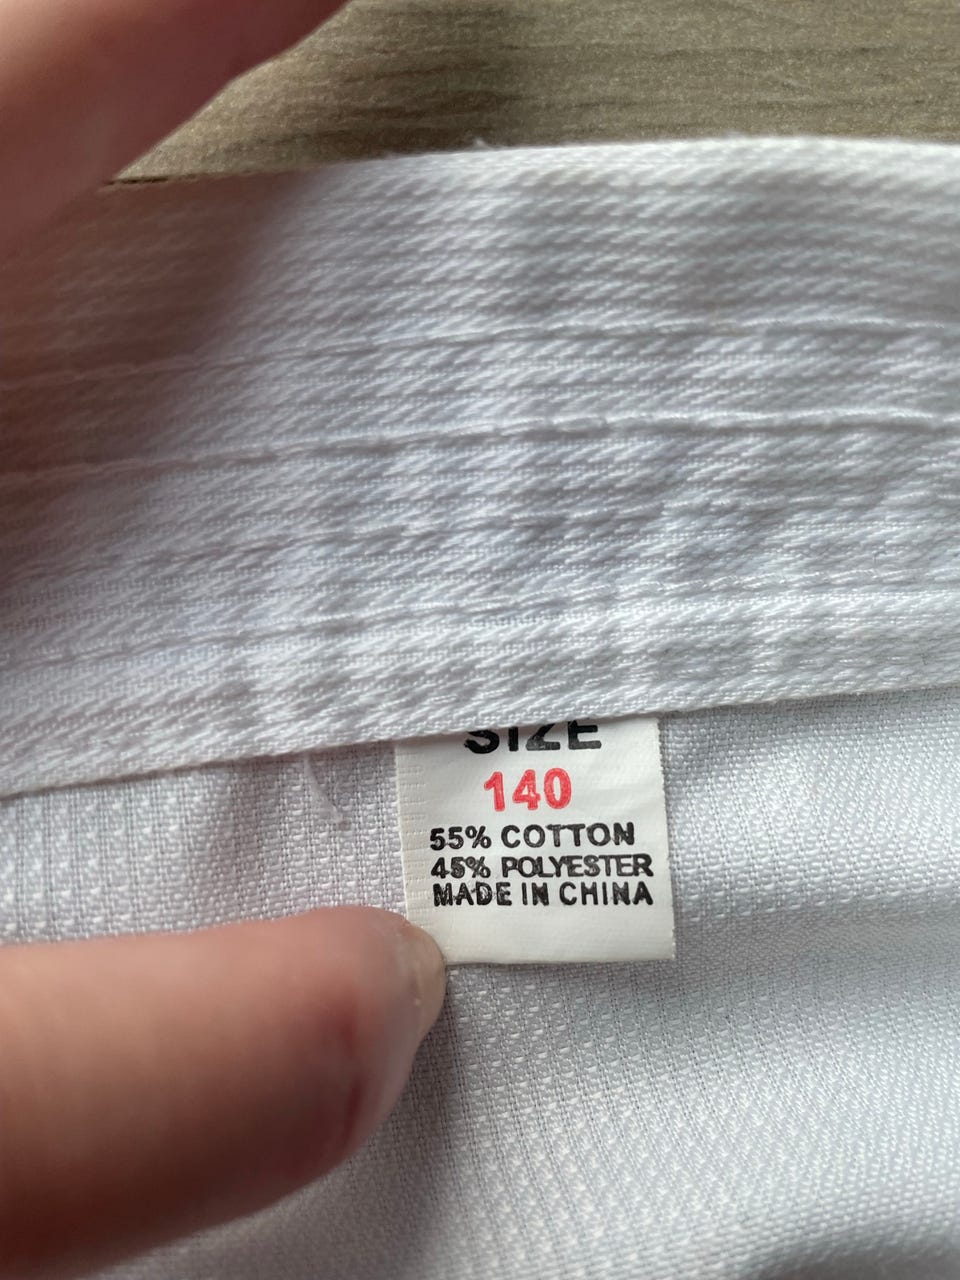 SIZE
140
55% COTTON
45% POLYESTER
MADE IN CHINA